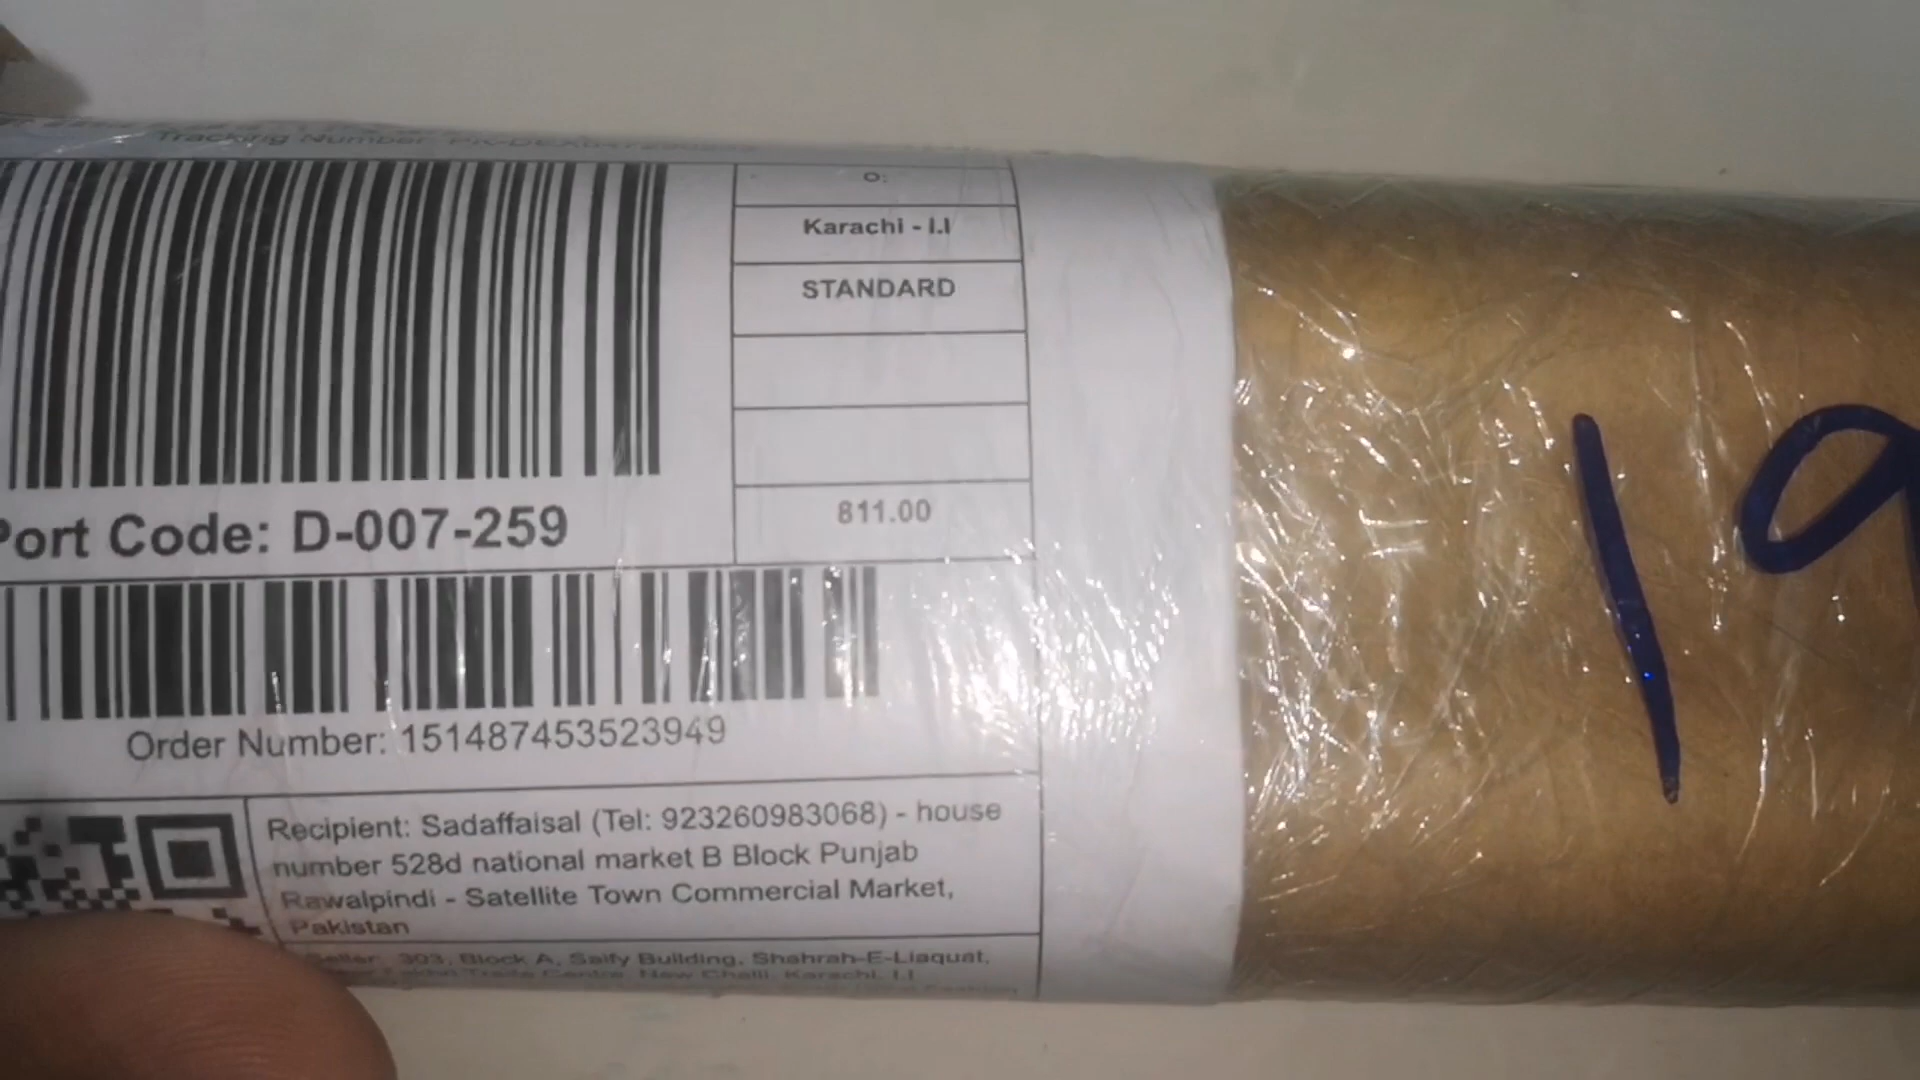 Tracking Number
O:
Karachi - I.I
STANDARD
811.00
Port Code: D-007-259
Order Number: 151487453523949
Recipient: Sadaffaisal (Tel: 923260983068) - house
number 528d national market B Block Punjab
Rawalpindi - Satellite Town Commercial Market,
Pakistan
Seller: 303, Block A, Saify Building, Shahrah-E-Liaquat,
Trade Centre, New Challi, Karachi, I.I
19